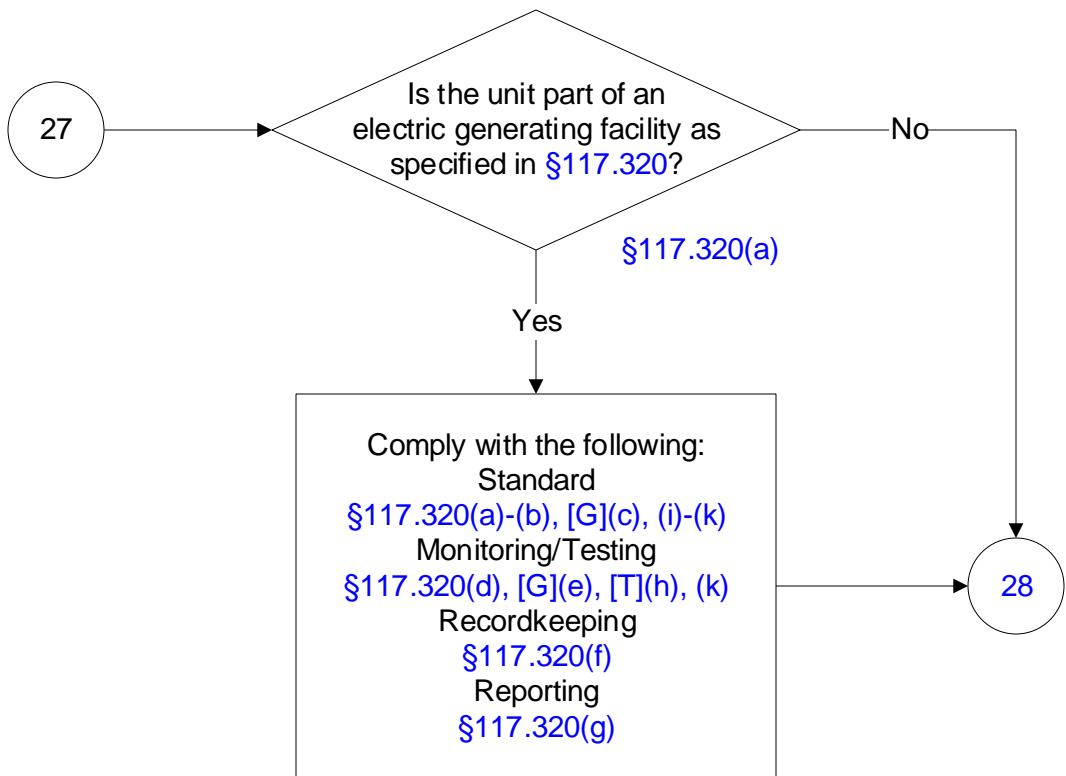 27
Is the unit part of an
electric generating facility as
specified in §117.320?
No
§117.320(a)
Yes
Comply with the following:
Standard
§117.320(a)-(b), [G](c), (i)-(k)
Monitoring/Testing
§117.320(d), [G](e), [T](h), (k)
Recordkeeping
§117.320(f)
Reporting
§117.320(g)
28